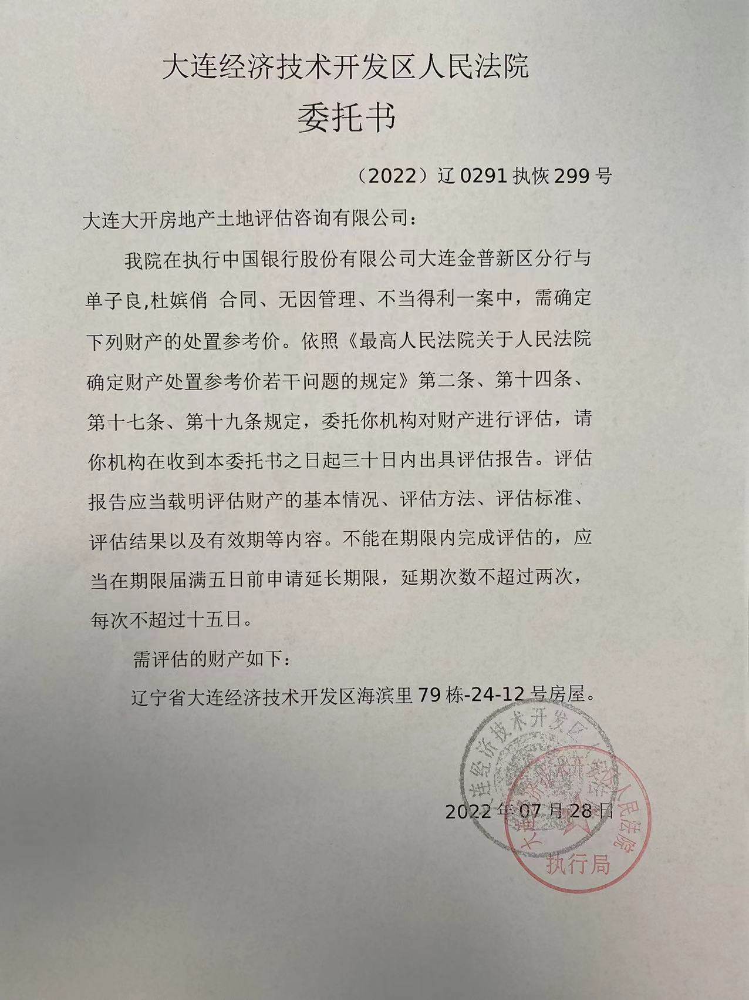 大连经济技术开发区人民法院
委托书
（2022）辽 0291 执恢 299 号
大连大开房地产土地评估咨询有限公司：
我院在执行中国银行股份有限公司大连金普新区分行与
单子良,杜嫔俏 合同、无因管理、不当得利一案中，需确定
下列财产的处置参考价。依照《最高人民法院关于人民法院
确定财产处置参考价若干问题的规定》第二条、第十四条、
第十七条、第十九条规定，委托你机构对财产进行评估，请
你机构在收到本委托书之日起三十日内出具评估报告。评估
报告应当载明评估财产的基本情况、评估方法、评估标准、
评估结果以及有效期等内容。不能在期限内完成评估的，应
当在期限届满五日前申请延长期限，延期次数不超过两次，
每次不超过十五日。
需评估的财产如下：
辽宁省大连经济技术开发区海滨里 79 栋-24-12 号房屋。
连经济技术开发区人
2022 年 07 月 28 日
大连经济技术开发区人民法院
执行局